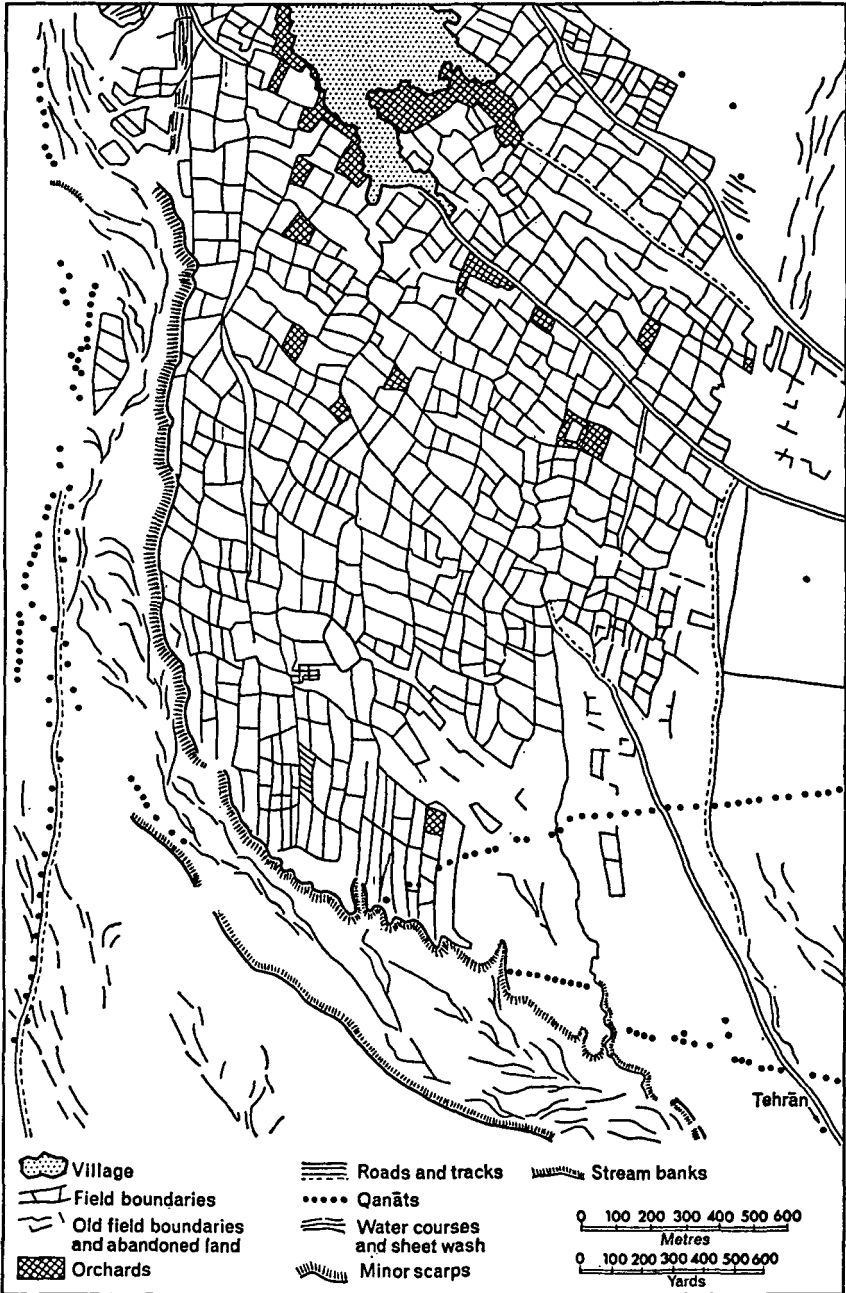 Tehrān
Village
Field boundaries
Old field boundaries
and abandoned land
Orchards
Roads and tracks
Qanāts
Water courses
and sheet wash
Minor scarps
Stream banks
0 100 200 300 400 500 600
Metres
0 100 200 300 400 500 600
Yards